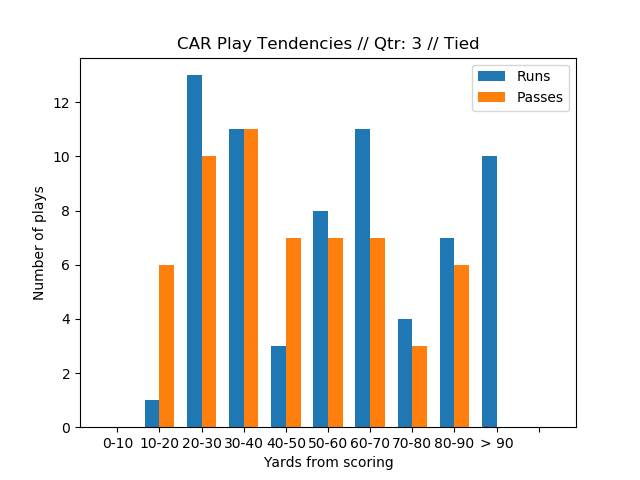 CAR Play Tendencies // Qtr: 3 // Tied
Runs
Passes
12
10
8
6
4
2
0
Number of plays
0-10 10-20 20-30 30-40 40-50 50-60 60-70 70-80 80-90 > 90
Yards from scoring